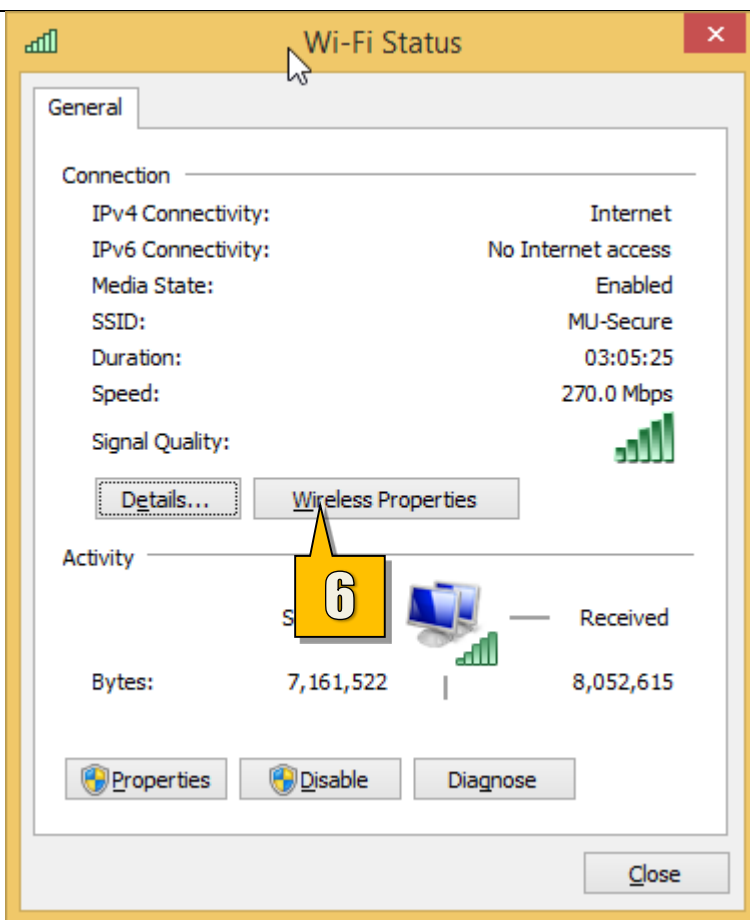 Wi-Fi Status
General
Connection
IPv4 Connectivity: Internet
IPv6 Connectivity: No Internet access
Media State: Enabled
SSID: MU-Secure
Duration: 03:05:25
Speed: 270.0 Mbps
Signal Quality:
Details... Wireless Properties
Activity
6
Received
Bytes: 7,161,522 8,052,615
Properties Disable Diagnose
Close